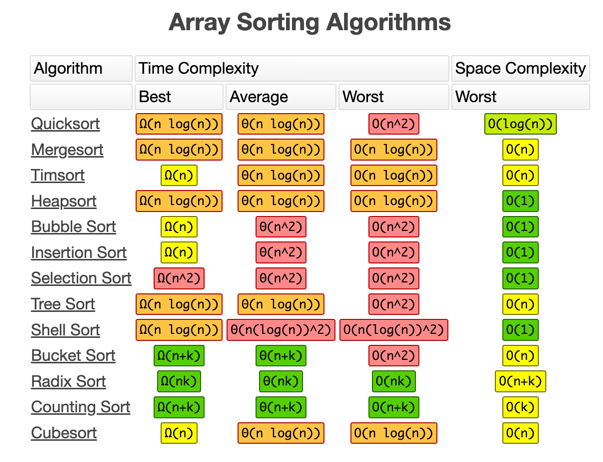 Array Sorting Algorithms
Algorithm Time Complexity Space Complexity
Best Average Worst Worst
Quicksort Ω(n log(n)) Θ(n log(n)) O(n^2) O(log(n))
Mergesort Ω(n log(n)) Θ(n log(n)) O(n log(n)) O(n)
Timsort Ω(n) Θ(n log(n)) O(n log(n)) O(n)
Heapsort Ω(n log(n)) Θ(n log(n)) O(n log(n)) O(1)
Bubble Sort Ω(n) Θ(n^2) O(n^2) O(1)
Insertion Sort Ω(n) Θ(n^2) O(n^2) O(1)
Selection Sort Ω(n^2) Θ(n^2) O(n^2) O(1)
Tree Sort Ω(n log(n)) Θ(n log(n)) O(n^2) O(n)
Shell Sort Ω(n log(n)) Θ(n(log(n))^2) O(n(log(n))^2) O(1)
Bucket Sort Ω(n+k) Θ(n+k) O(n^2) O(n)
Radix Sort Ω(nk) Θ(nk) O(nk) O(n+k)
Counting Sort Ω(n+k) Θ(n+k) O(n+k) O(k)
Cubesort Ω(n) Θ(n log(n)) O(n log(n)) O(n)